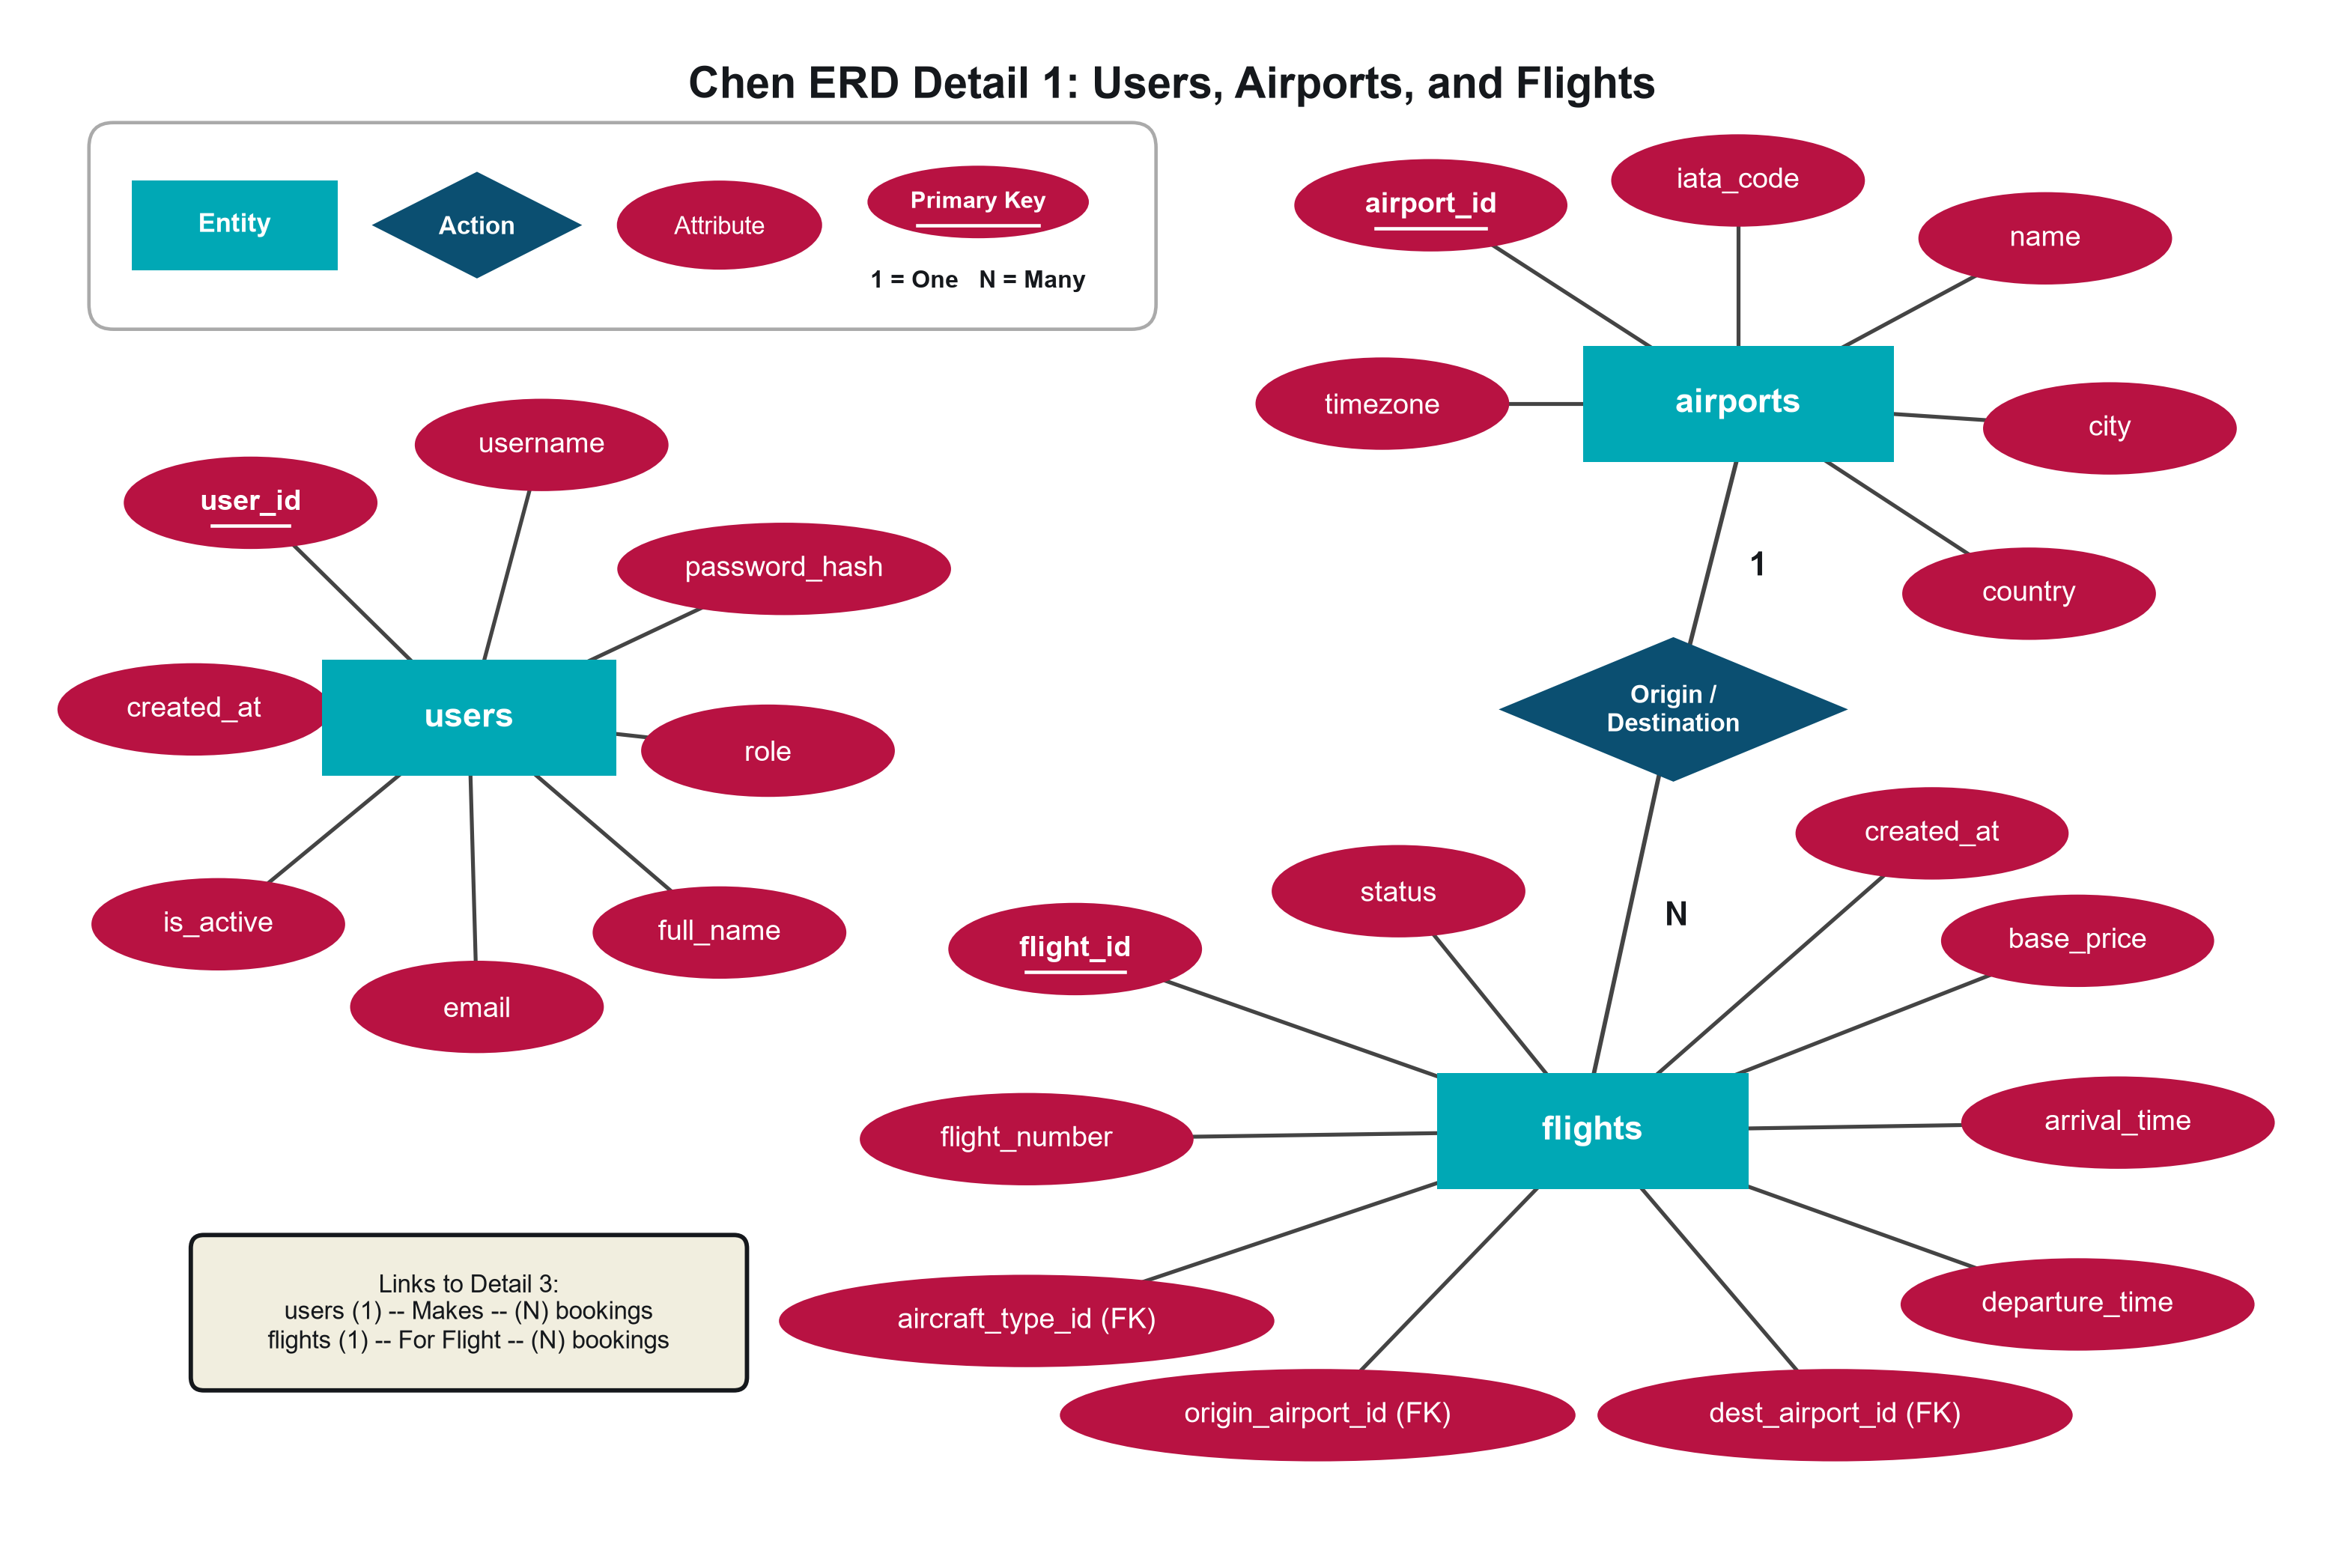 Chen ERD Detail 1: Users, Airports, and Flights
Entity
Action
Attribute
Primary Key
1 = One   N = Many
airport_id
iata_code
name
timezone
airports
city
country
1
Origin /
Destination
N
username
user_id
password_hash
created_at
users
role
is_active
full_name
email
created_at
status
base_price
flight_id
flight_number
flights
arrival_time
aircraft_type_id (FK)
departure_time
origin_airport_id (FK)
dest_airport_id (FK)
Links to Detail 3:
users (1) -- Makes -- (N) bookings
flights (1) -- For Flight -- (N) bookings